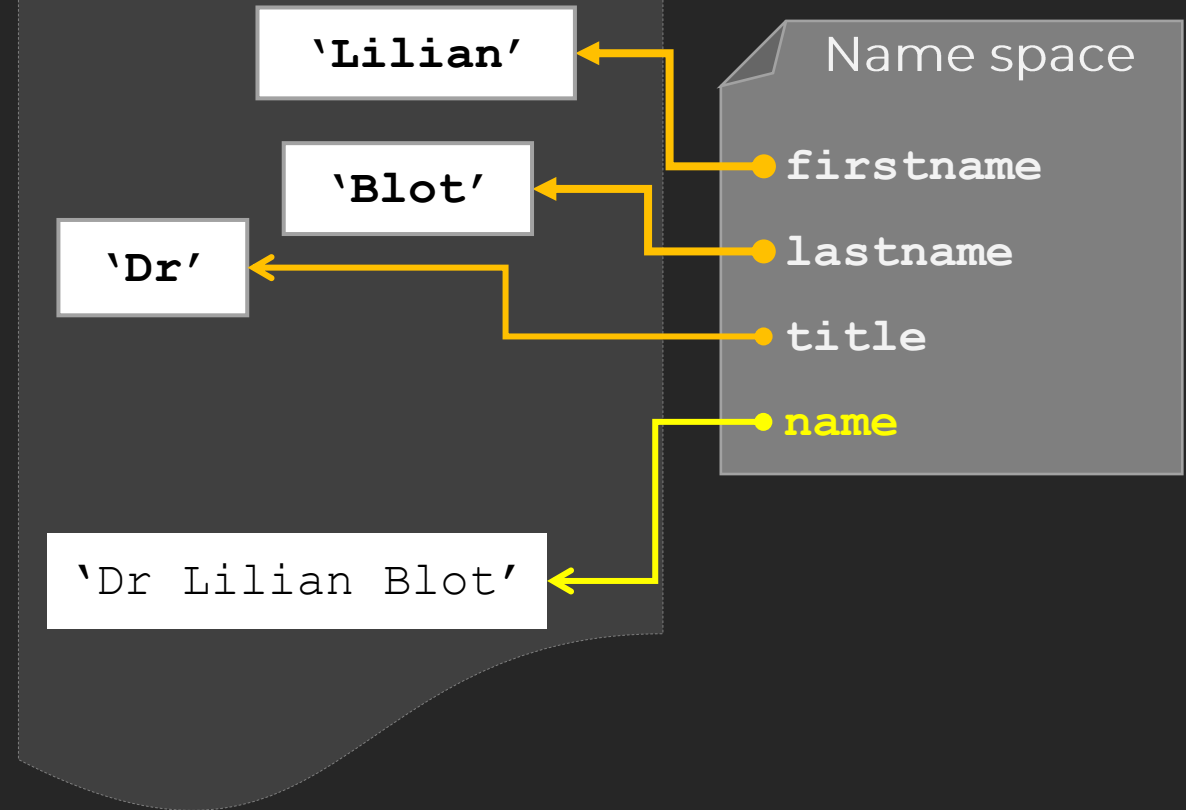 ‘Lilian’
‘Blot’
‘Dr’
‘Dr Lilian Blot’
Name space
firstname
lastname
title
name